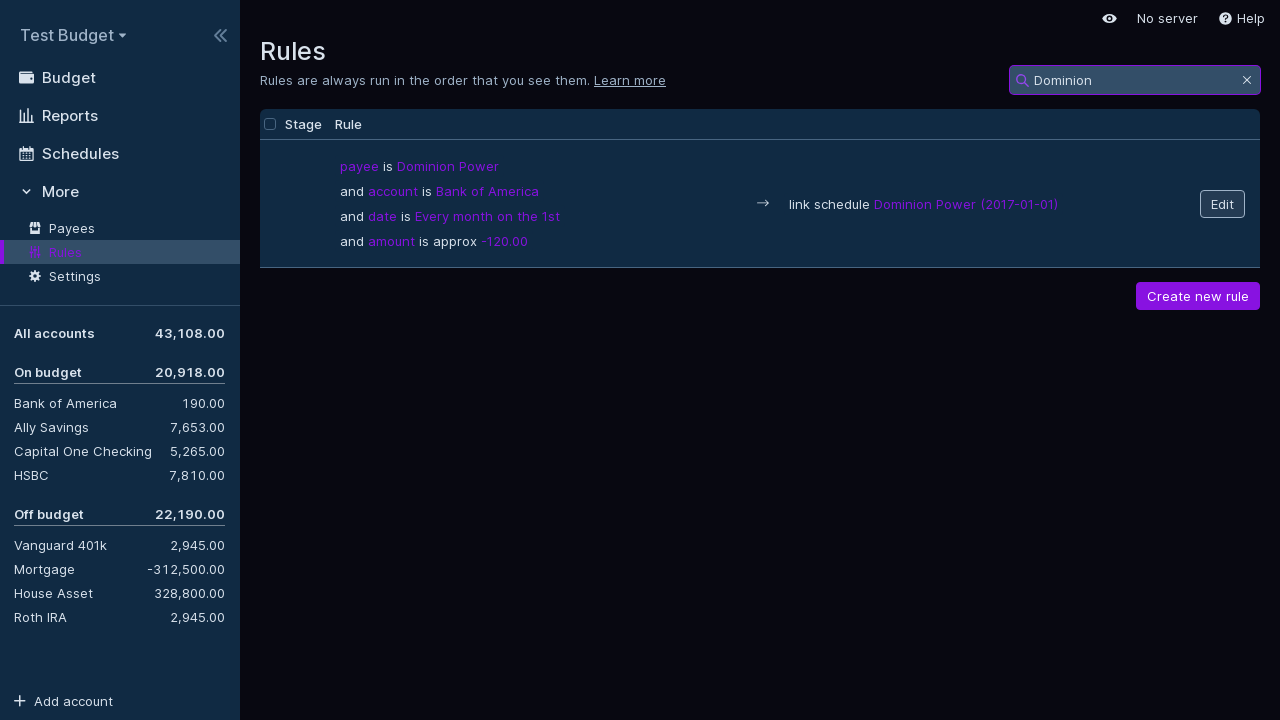 Test Budget
Budget
Reports
Schedules
More
Payees
Rules
Settings
All accounts 43,108.00
On budget 20,918.00
Bank of America 190.00
Ally Savings 7,653.00
Capital One Checking 5,265.00
HSBC 7,810.00
Off budget 22,190.00
Vanguard 401k 2,945.00
Mortgage -312,500.00
House Asset 328,800.00
Roth IRA 2,945.00
Add account
No server Help
Rules
Rules are always run in the order that you see them. Learn more
Dominion
Stage Rule
payee is Dominion Power
and account is Bank of America
and date is Every month on the 1st
and amount is approx -120.00
→ link schedule Dominion Power (2017-01-01)
Edit
Create new rule